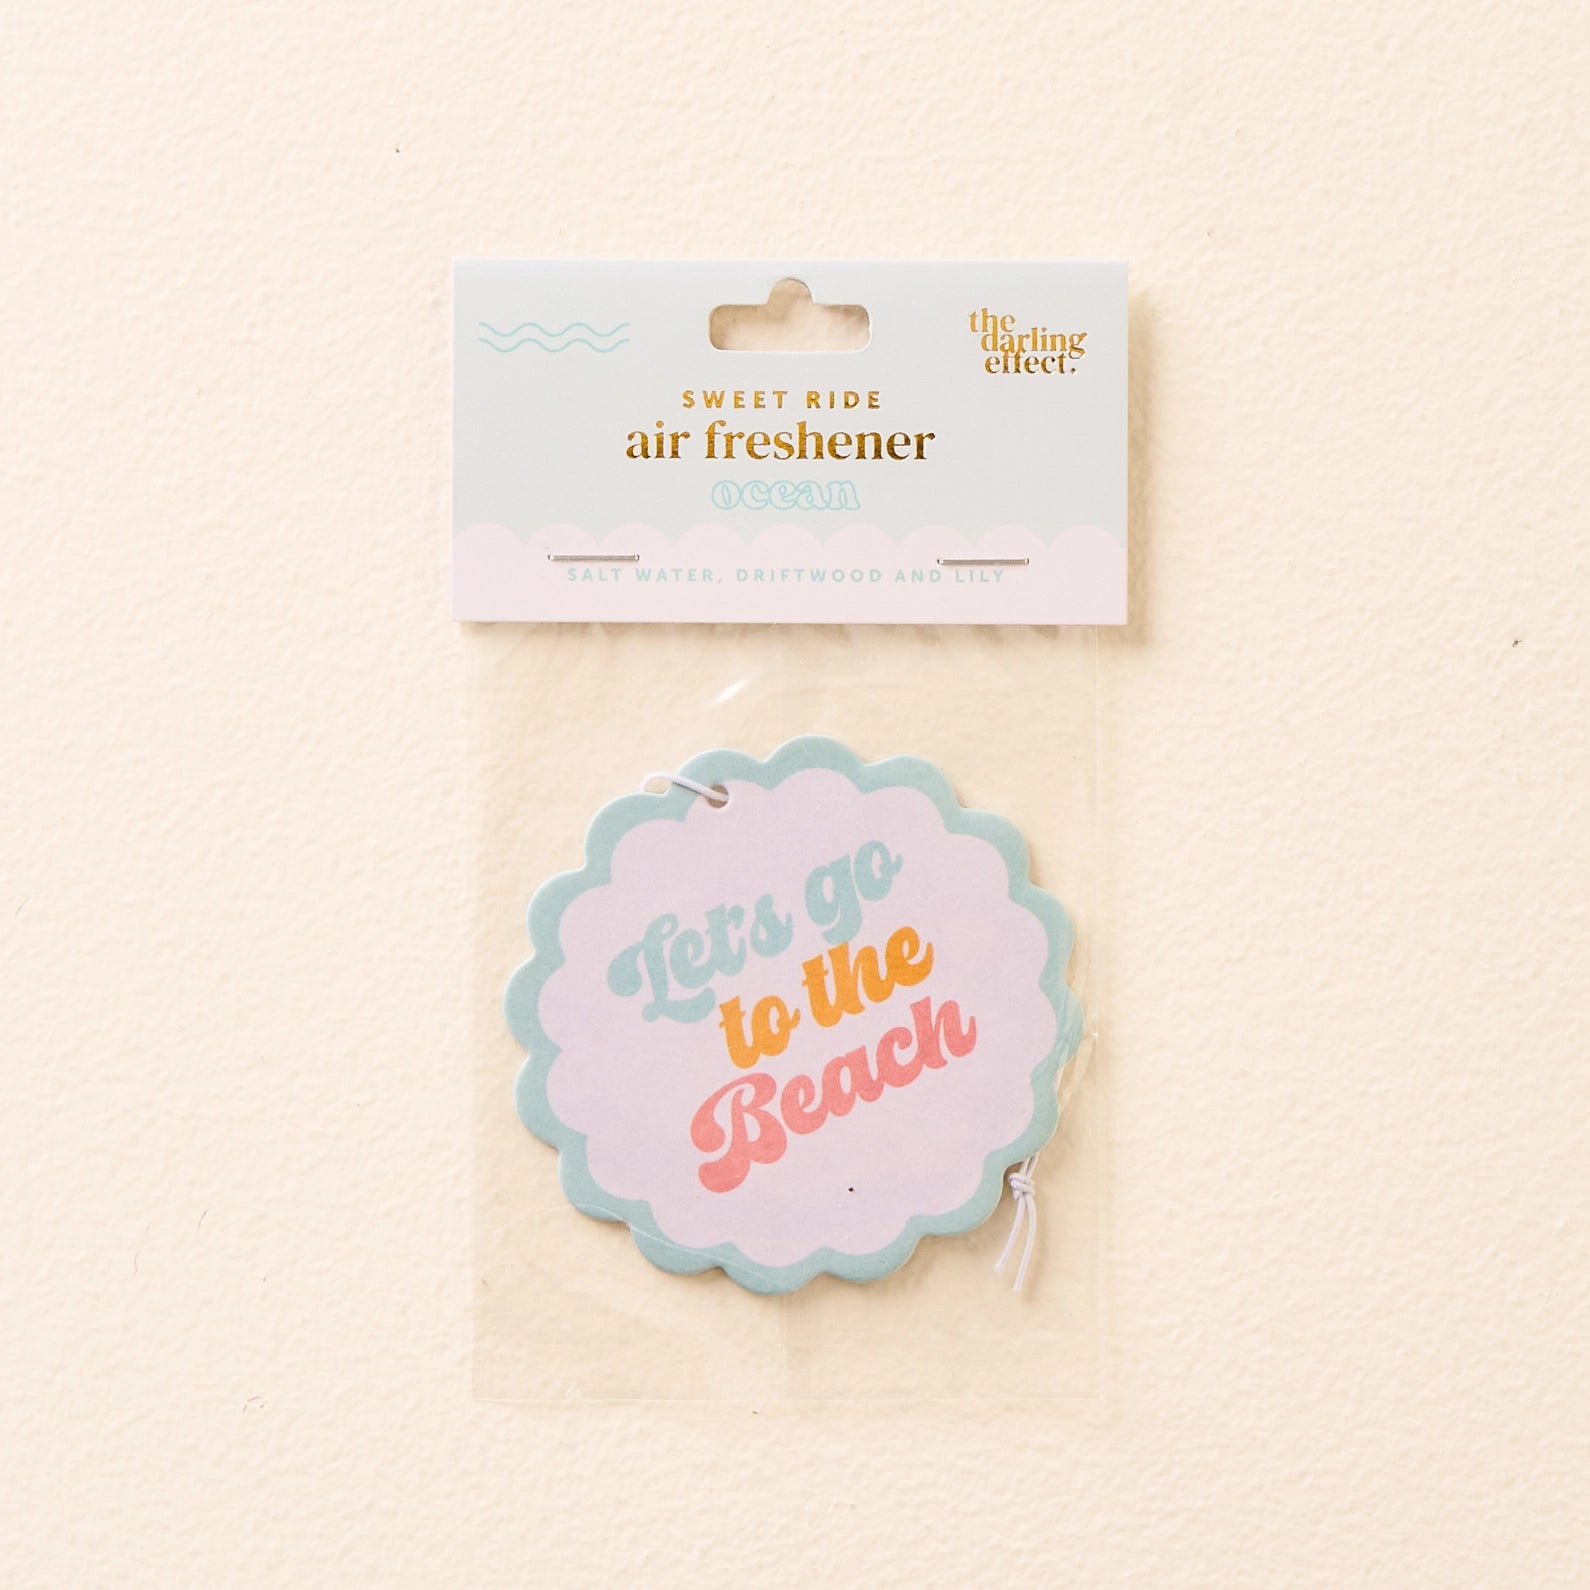 the
darling
effect.
SWEET RIDE
air freshener
ocean
SALT WATER, DRIFTWOOD AND LILY
Let's go
to the
Beach